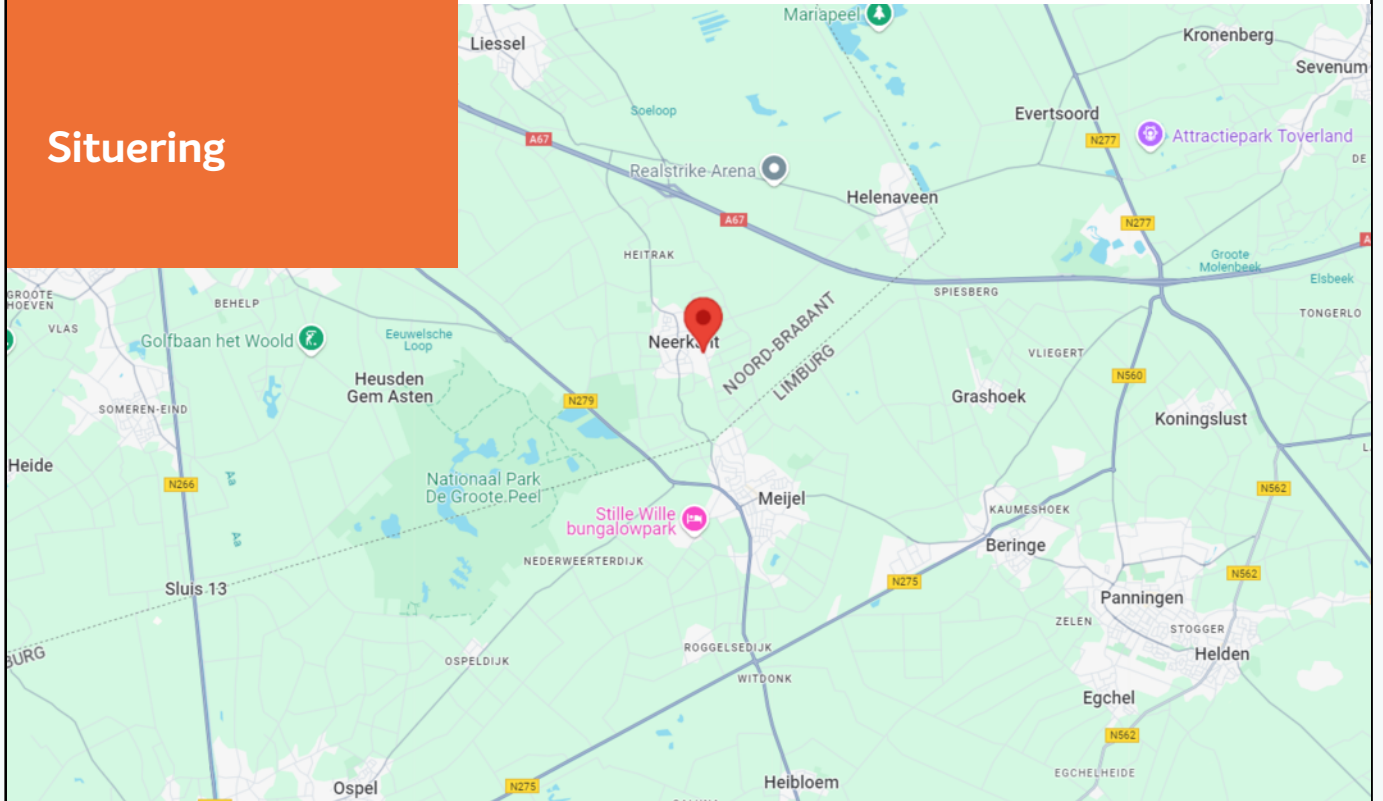 Situering
Mariapeel
Liessel
Kronenberg
Sevenum
Soeloop
Evertsoord
A67
N277
Attractiepark Toverland
DE
Realstrike Arena
Helenaveen
A67
N277
HEITRAK
Groote
Molenbeek
Elsbeek
GROOTE
HOEVEN
BEHELP
SPIESBERG
TONGERLO
VLAS
Golfbaan het Woold
Eeuwelsche
Loop
NOORD-BRABANT
LIMBURG
VLIEGERT
Heusden
Gem Asten
N560
SOMEREN-EIND
N279
Grashoek
Koningslust
Heide
N266
Nationaal Park
De Groote Peel
Meijel
N562
Stille Wille
bungalowpark
KAUMESHOEK
Beringe
NEDERWEERTERDIJK
N275
N562
Sluis 13
Panningen
ZELEN
STOGGER
BURG
OSPELDIJK
ROGGELSEDIJK
Helden
WITDONK
Egchel
N562
EGCHELHEIDE
Ospel
N275
Heibloem